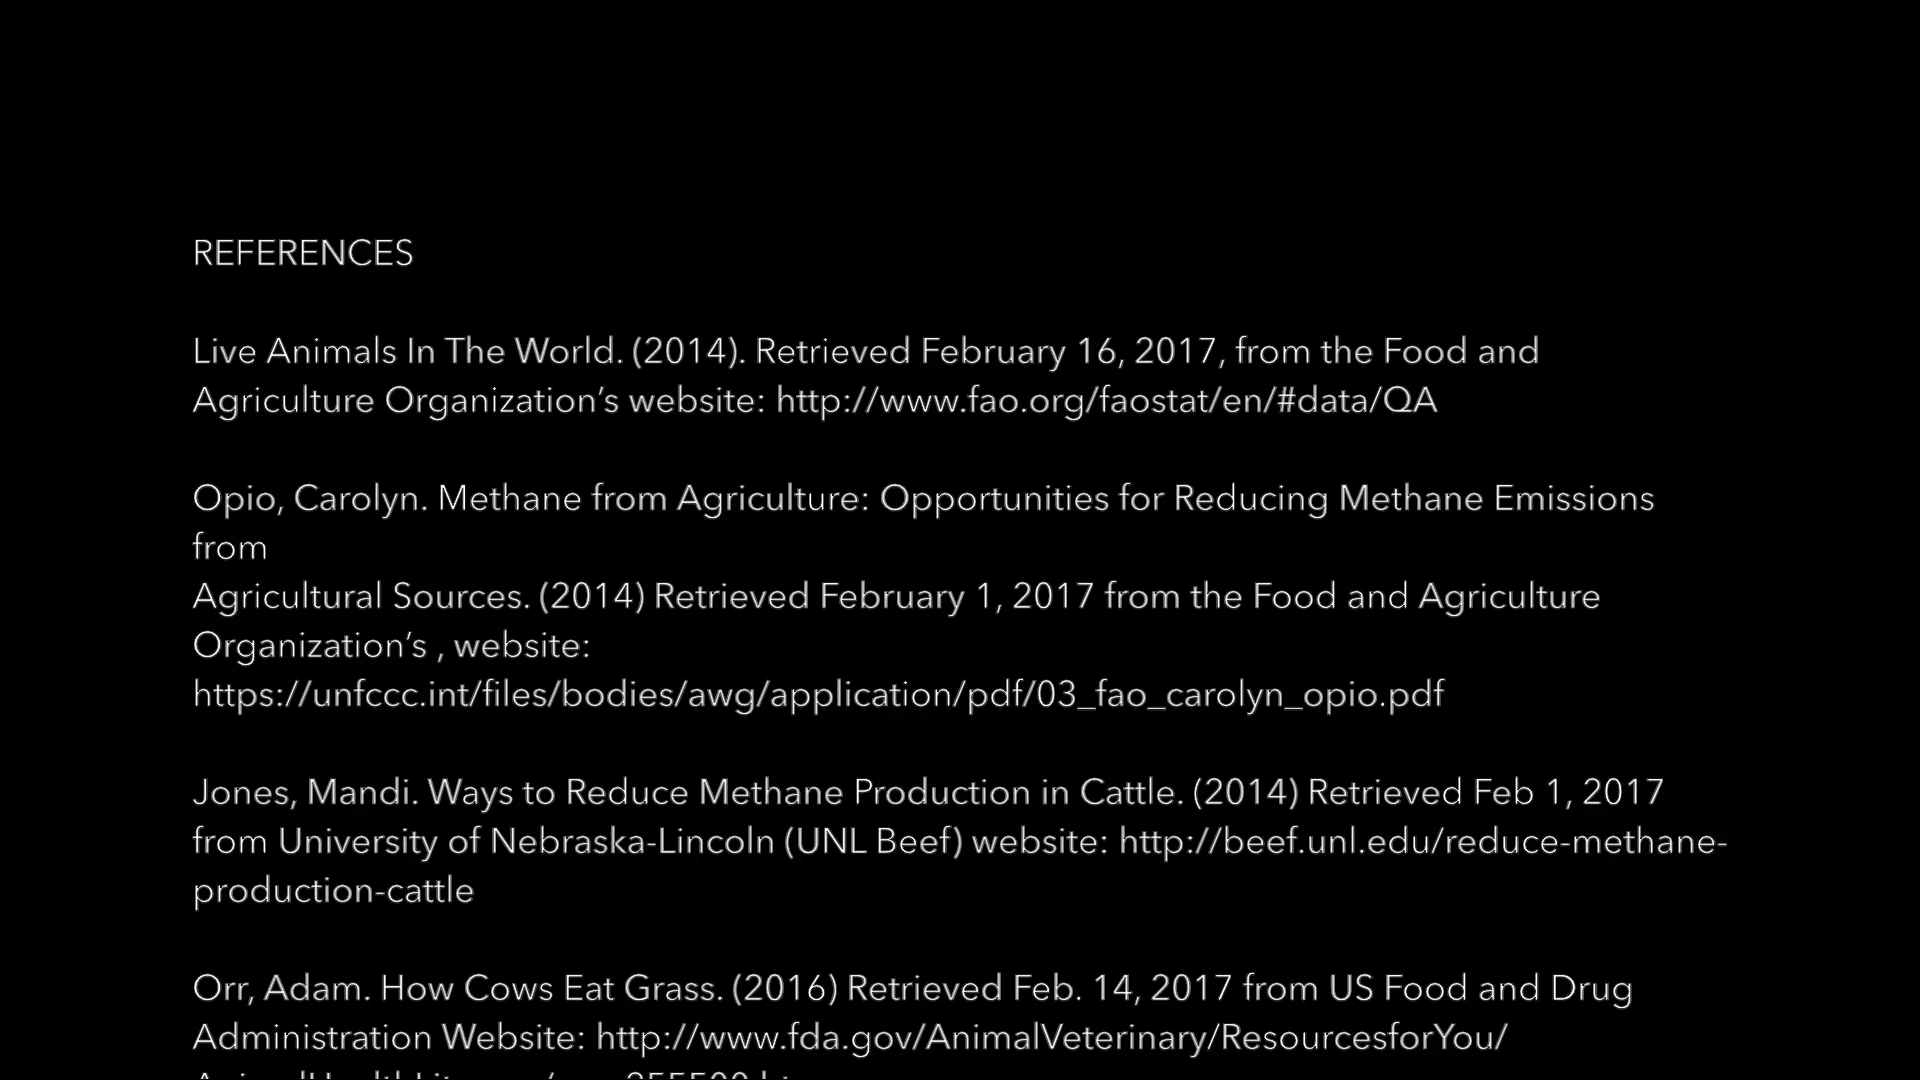 REFERENCES
Live Animals In The World. (2014). Retrieved February 16, 2017, from the Food and
Agriculture Organization’s website: http://www.fao.org/faostat/en/#data/QA
Opio, Carolyn. Methane from Agriculture: Opportunities for Reducing Methane Emissions
from
Agricultural Sources. (2014) Retrieved February 1, 2017 from the Food and Agriculture
Organization’s , website:
https://unfccc.int/files/bodies/awg/application/pdf/03_fao_carolyn_opio.pdf
Jones, Mandi. Ways to Reduce Methane Production in Cattle. (2014) Retrieved Feb 1, 2017
from University of Nebraska-Lincoln (UNL Beef) website: http://beef.unl.edu/reduce-methane-
production-cattle
Orr, Adam. How Cows Eat Grass. (2016) Retrieved Feb. 14, 2017 from US Food and Drug
Administration Website: http://www.fda.gov/AnimalVeterinary/ResourcesforYou/